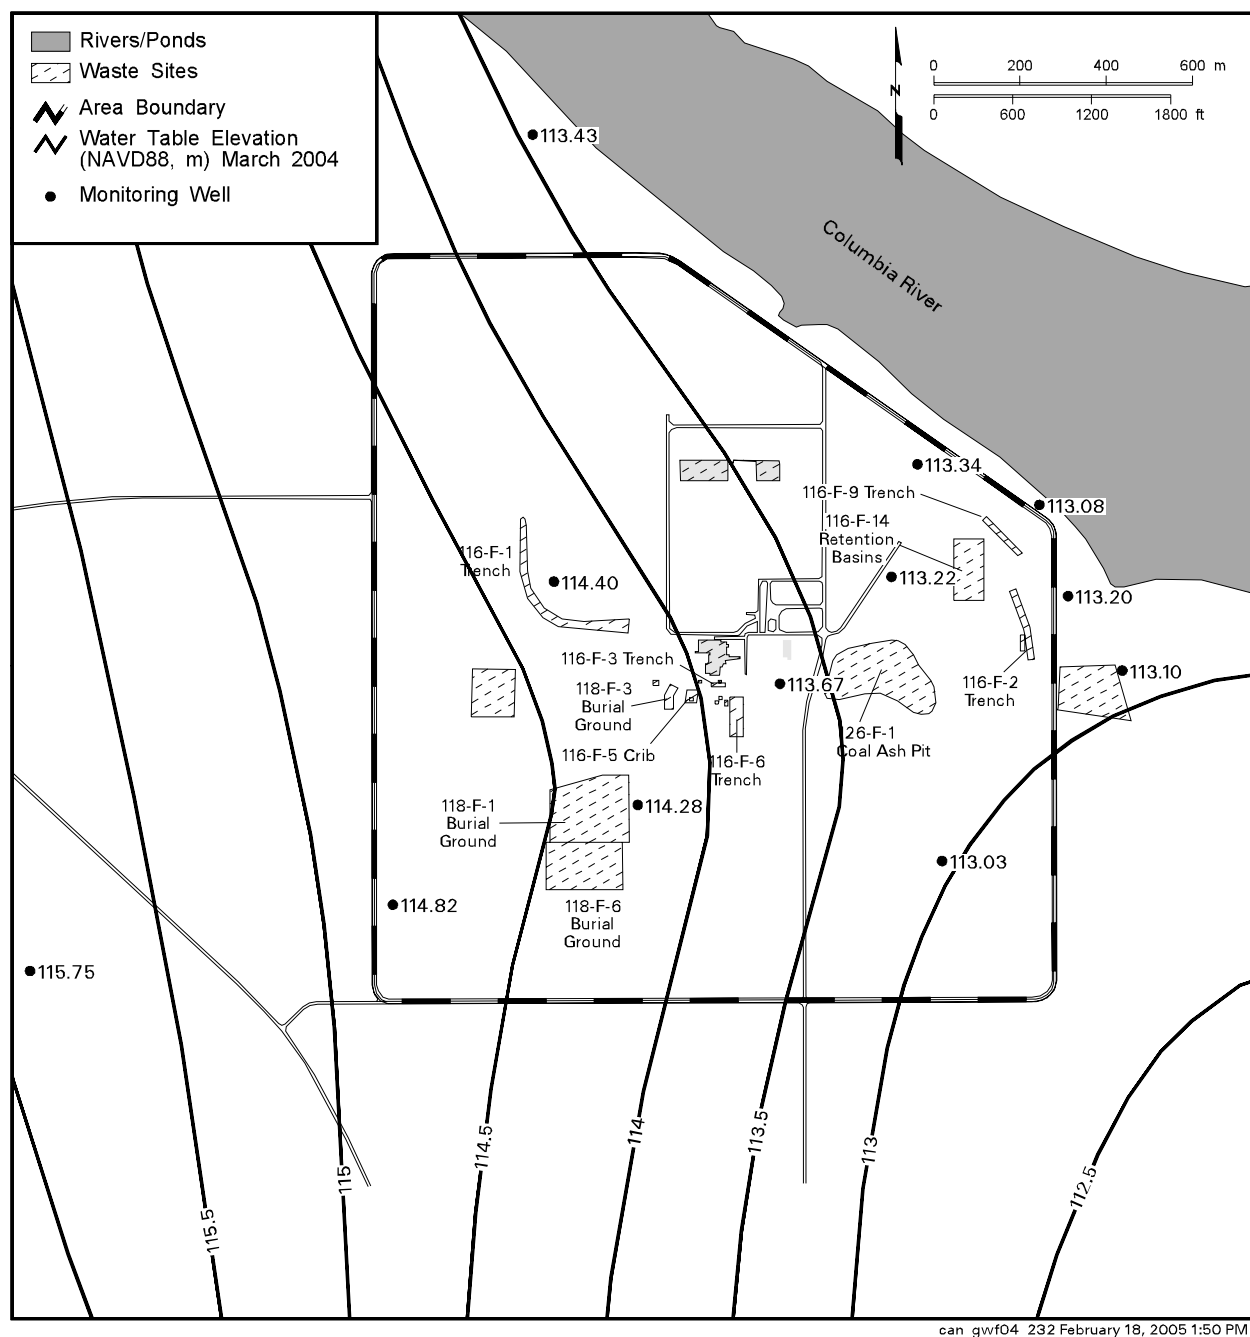 Rivers/Ponds
Waste Sites
Area Boundary
Water Table Elevation
(NAVD88, m) March 2004
Monitoring Well
N
0 200 400 600 m
0 600 1200 1800 ft
Columbia River
113.43
113.34
116-F-9 Trench
113.08
116-F-14
Retention
Basins
116-F-1
Trench
114.40
113.22
113.20
116-F-3 Trench
113.67
113.10
118-F-3
Burial
Ground
116-F-2
Trench
26-F-1
Coal Ash Pit
116-F-5 Crib
116-F-6
Trench
118-F-1
Burial
Ground
114.28
113.03
114.82
118-F-6
Burial
Ground
115.75
115.5
115
114.5
114
113.5
113
112.5
can_gwf04_232 February 18, 2005 1:50 PM